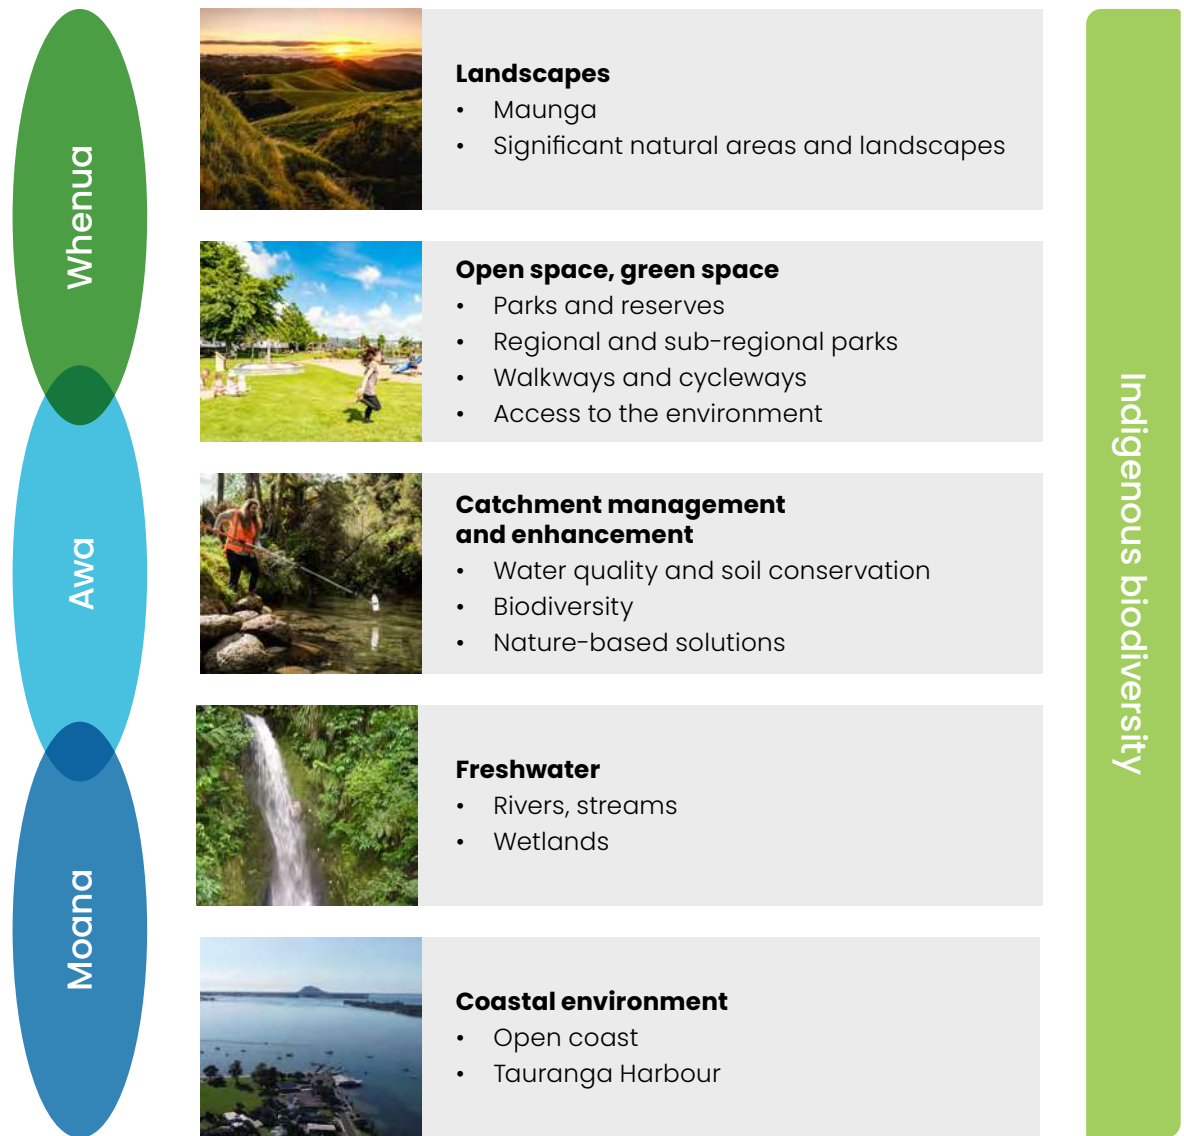 Whenua
Awa
Moana
Landscapes
• Maunga
• Significant natural areas and landscapes
Open space, green space
• Parks and reserves
• Regional and sub-regional parks
• Walkways and cycleways
• Access to the environment
Catchment management
and enhancement
• Water quality and soil conservation
• Biodiversity
• Nature-based solutions
Freshwater
• Rivers, streams
• Wetlands
Coastal environment
• Open coast
• Tauranga Harbour
Indigenous biodiversity